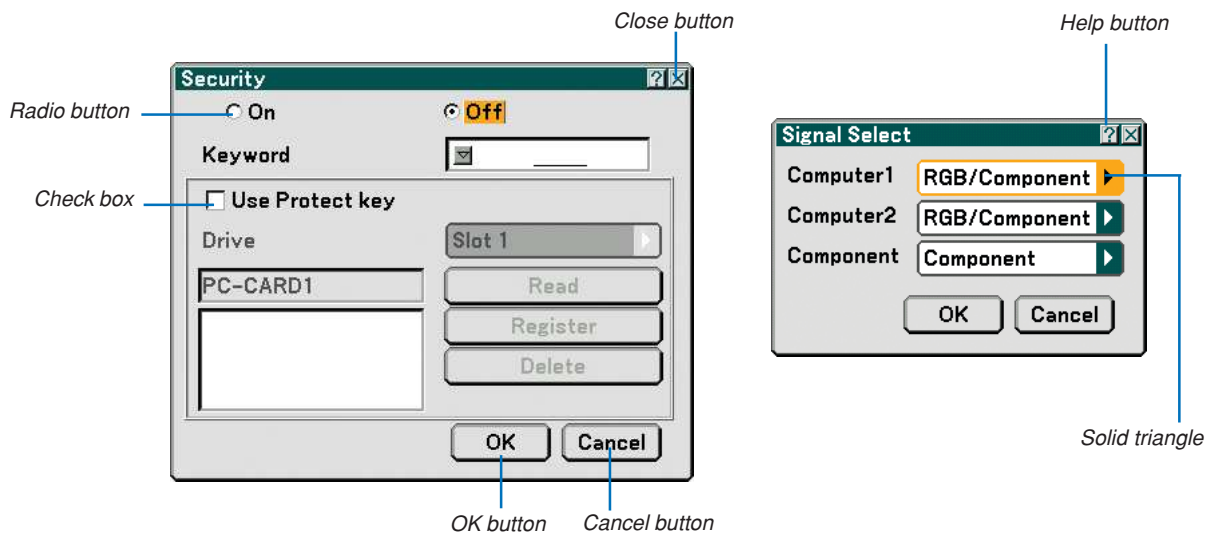 Close button
Help button
Security
Radio button
On
Off
Keyword
Check box
Use Protect key
Drive
Slot 1
PC-CARD1
Read
Register
Delete
OK
Cancel
OK button
Cancel button
Signal Select
Computer1
RGB/Component
Computer2
RGB/Component
Component
Component
OK
Cancel
Solid triangle